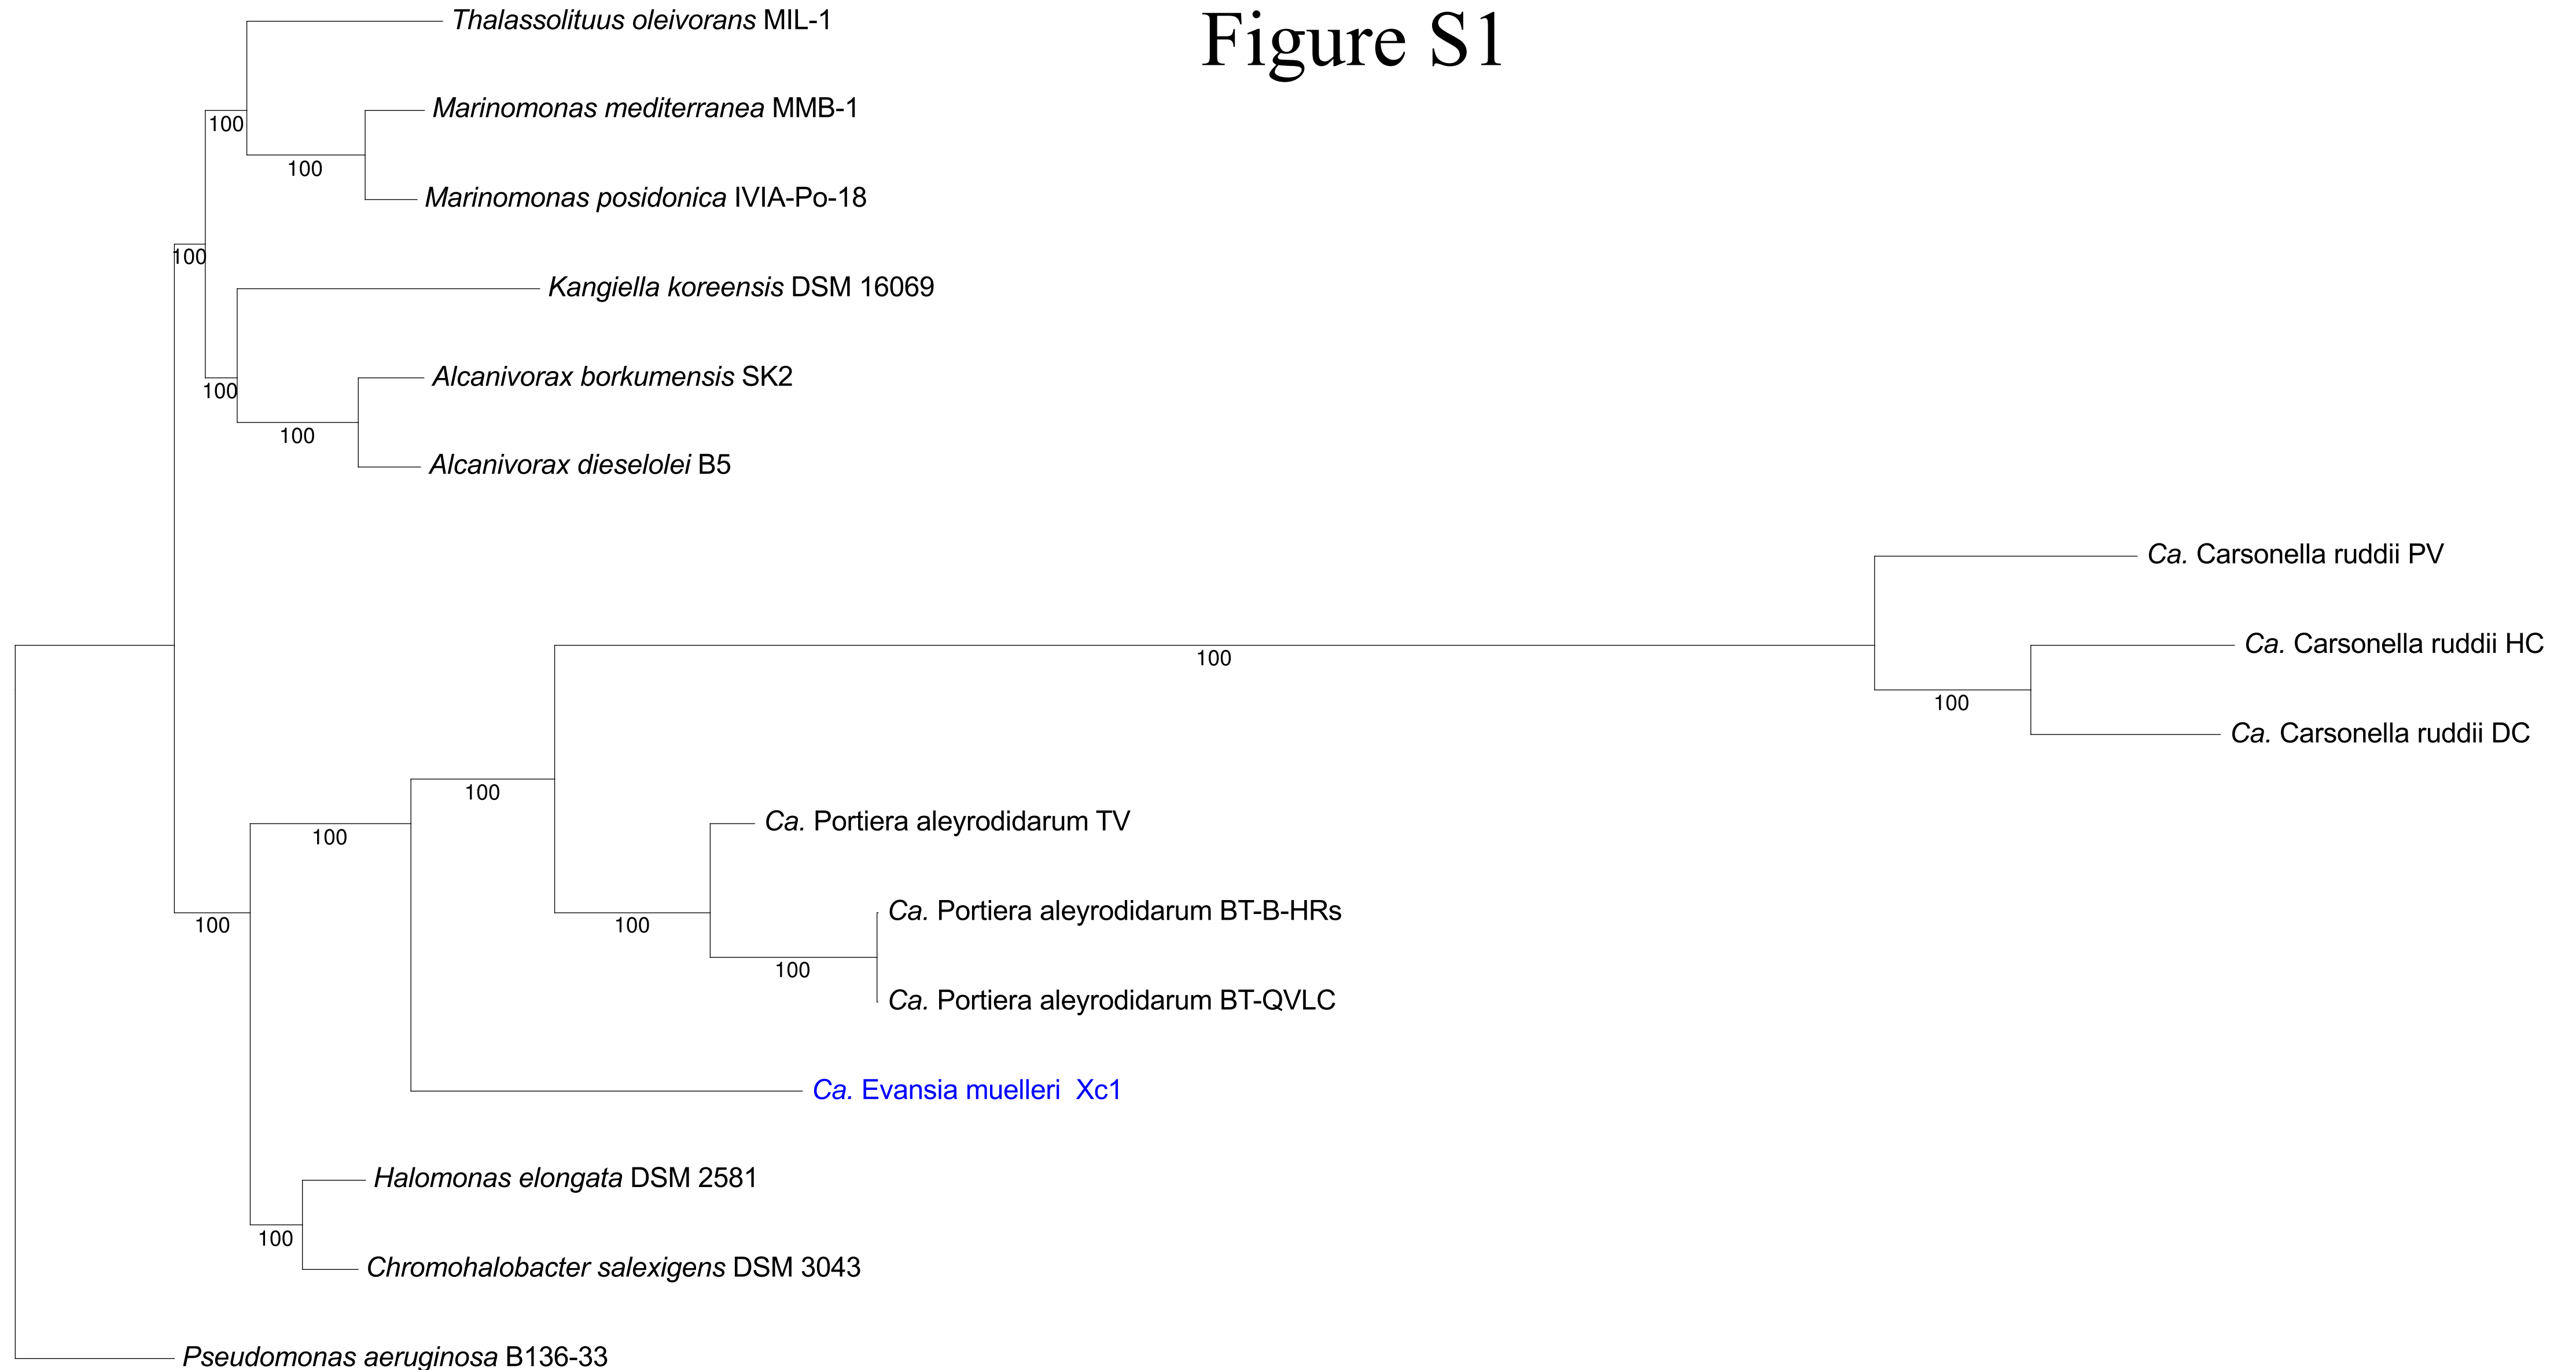 Figure S1
Thalassolituus oleivorans MIL-1
Marinomonas mediterranea MMB-1
100
100
Marinomonas posidonica IVIA-Po-18
100
Kangiella koreensis DSM 16069
Alcanivorax borkumensis SK2
100
100
Alcanivorax dieselolei B5
Ca. Carsonella ruddii PV
Ca. Carsonella ruddii HC
100
100
Ca. Carsonella ruddii DC
100
Ca. Portiera aleyrodidarum TV
100
Ca. Portiera aleyrodidarum BT-B-HRs
100
100
100
Ca. Portiera aleyrodidarum BT-QVLC
Ca. Evansia muelleri  Xc1
Halomonas elongata DSM 2581
100
Chromohalobacter salexigens DSM 3043
Pseudomonas aeruginosa B136-33